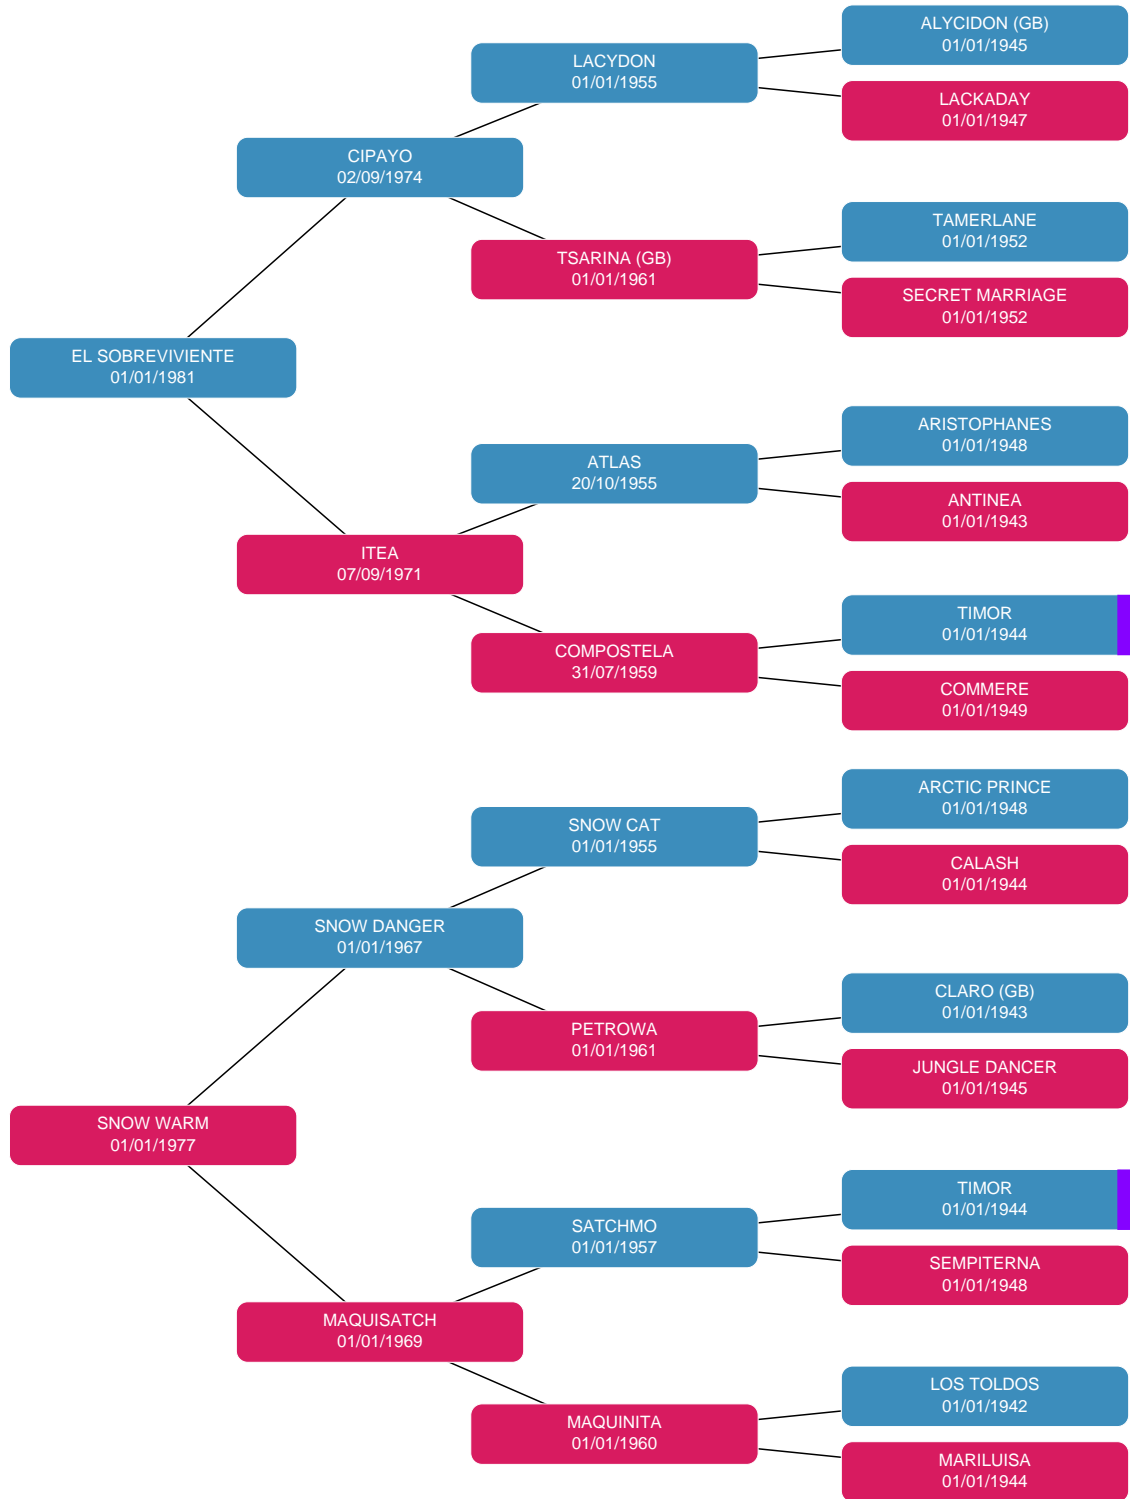 ALYCIDON (GB)
01/01/1945
LACYDON
01/01/1955
LACKADAY
01/01/1947
CIPAYO
02/09/1974
TAMERLANE
01/01/1952
TSARINA (GB)
01/01/1961
SECRET MARRIAGE
01/01/1952
EL SOBREVIVIENTE
01/01/1981
ARISTOPHANES
01/01/1948
ATLAS
20/10/1955
ANTINEA
01/01/1943
ITEA
07/09/1971
TIMOR
01/01/1944
COMPOSTELA
31/07/1959
COMMERE
01/01/1949
ARCTIC PRINCE
01/01/1948
SNOW CAT
01/01/1955
CALASH
01/01/1944
SNOW DANGER
01/01/1967
CLARO (GB)
01/01/1943
PETROWA
01/01/1961
JUNGLE DANCER
01/01/1945
SNOW WARM
01/01/1977
TIMOR
01/01/1944
SATCHMO
01/01/1957
SEMPITERNA
01/01/1948
MAQUISATCH
01/01/1969
LOS TOLDOS
01/01/1942
MAQUINITA
01/01/1960
MARILUISA
01/01/1944